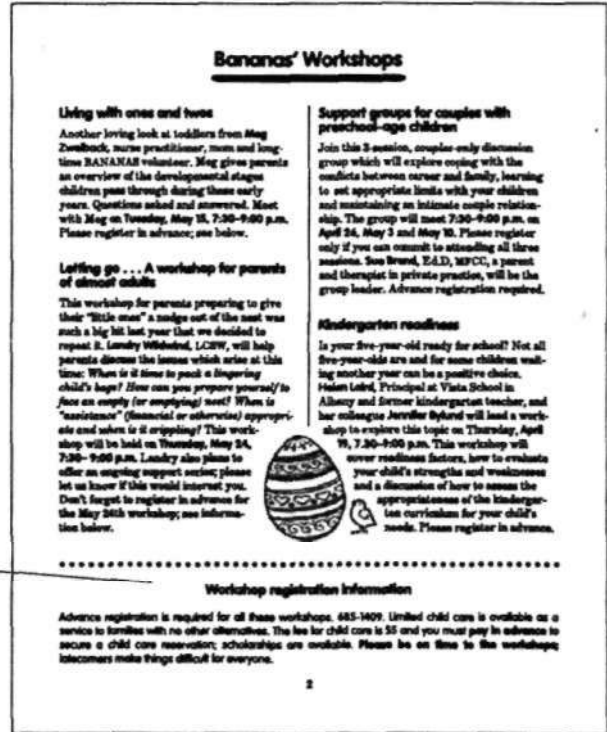 Bananas' Workshops
Living with ones and twos
Another loving look at toddlers from Meg
Zweiback, nurse practitioner, mom and long-
time BANANAS volunteer. Meg gives parents
an overview of the developmental stages
children pass through during these early
years. Questions asked and answered. Meet
with Meg on Tuesday, May 15, 7:30-9:00 p.m.
Please register in advance; see below.
Letting go . . . A workshop for parents
of almost adults
This workshop for parents preparing to give
their "little ones" a nudge out of the nest was
such a big hit last year that we decided to
repeat it. Landry Wildwind, LCSW, will help
parents discuss the issues which arise at this
time: When is it time to pack a lingering
child's bags? How can you prepare yourself to
face an empty (or emptying) nest? When is
"assistance" (financial or otherwise) appropri-
ate and when is it crippling? This work-
shop will be held on Thursday, May 24,
7:30-9:00 p.m. Landry also plans to
offer an ongoing support series; please
let us know if this would interest you.
Don't forget to register in advance for
the May 24th workshop; see informa-
tion below.
Support groups for couples with
preschool-age children
Join this 3-session, couples-only discussion
group which will explore coping with the
conflicts between career and family, learning
to set appropriate limits with your children
and maintaining an intimate couple relation-
ship. The group will meet 7:30-9:00 p.m. on
April 26, May 3 and May 10. Please register
only if you can commit to attending all three
sessions. Sue Brand, Ed.D, MFCC, a parent
and therapist in private practice, will be the
group leader. Advance registration required.
Kindergarten readiness
Is your five-year-old ready for school? Not all
five-year-olds are and for some children wait-
ing another year can be a positive choice.
Helen Laird, Principal at Vista School in
Albany and former kindergarten teacher, and
her colleague Jennifer Bylund will lead a work-
shop to explore this topic on Thursday, April
19, 7:30-9:00 p.m. This workshop will
cover readiness factors, how to evaluate
your child's strengths and weaknesses
and a discussion of how to assess the
appropriateness of the kindergar-
ten curriculum for your child's
needs. Please register in advance.
Workshop registration information
Advance registration is required for all these workshops. 685-1409. Limited child care is available as a
service to families with no other alternatives. The fee for child care is $5 and you must pay in advance to
secure a child care reservation; scholarships are available. Please be on time to the workshops;
latecomers make things difficult for everyone.
2